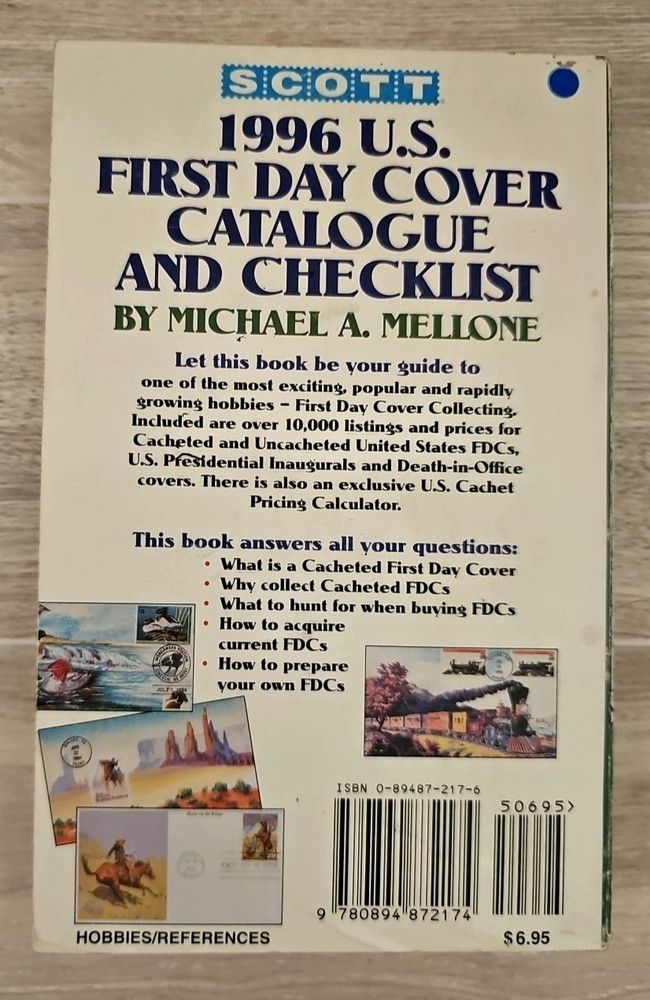 SCOTT
1996 U.S.
FIRST DAY COVER
CATALOGUE
AND CHECKLIST
BY MICHAEL A. MELLONE
Let this book be your guide to
one of the most exciting, popular and rapidly
growing hobbies – First Day Cover Collecting.
Included are over 10,000 listings and prices for
Cacheted and Uncacheted United States FDCs,
U.S. Presidential Inaugurals and Death-in-Office
covers. There is also an exclusive U.S. Cachet
Pricing Calculator.
This book answers all your questions:
• What is a Cacheted First Day Cover
• Why collect Cacheted FDCs
• What to hunt for when buying FDCs
• How to acquire
current FDCs
• How to prepare
your own FDCs
JULY 1, 1994
ISBN 0-89487-217-6
50695>
9 780894 872174
HOBBIES/REFERENCES
$6.95